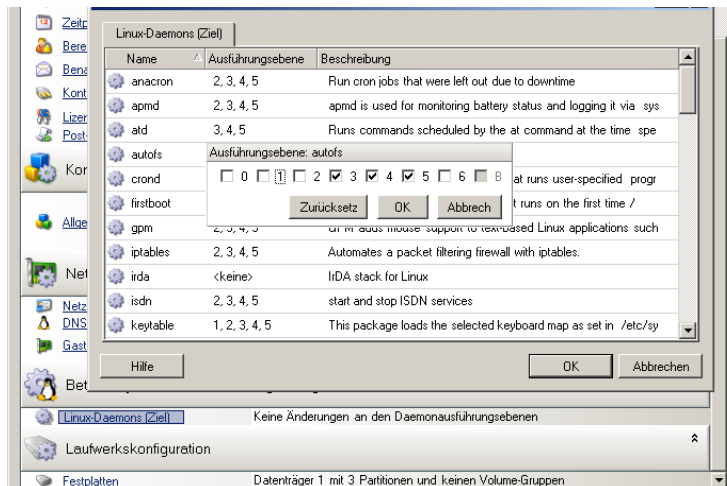 Zeitp
Bere
Bena
Kont
Lizer
Post-
Kor
Allge
Net
Netz
DNS
Gast
Bet
Linux-Daemons (Ziel)
Name Ausführungsebene Beschreibung
anacron 2, 3, 4, 5 Run cron jobs that were left out due to downtime
apmd 2, 3, 4, 5 apmd is used for monitoring battery status and logging it via sys
atd 3, 4, 5 Runs commands scheduled by the at command at the time spe
autofs
Ausführungsebene: autofs
0 1 2 3 4 5 6 B
crond at runs user-specified progr
Zurücksetz OK Abbrech
firstboot t runs on the first time /
gpm 2, 3, 4, 5 GPM adds mouse support to text-based Linux applications such
iptables 2, 3, 4, 5 Automates a packet filtering firewall with iptables.
irda <keine> IrDA stack for Linux
isdn 2, 3, 4, 5 start and stop ISDN services
keytable 1, 2, 3, 4, 5 This package loads the selected keyboard map as set in /etc/sy
Hilfe OK Abbrechen
Linux-Daemons (Ziel) Keine Änderungen an den Daemonausführungsebenen
Laufwerkskonfiguration
Festplatten Datenträger 1 mit 3 Partitionen und keinen Volume-Gruppen